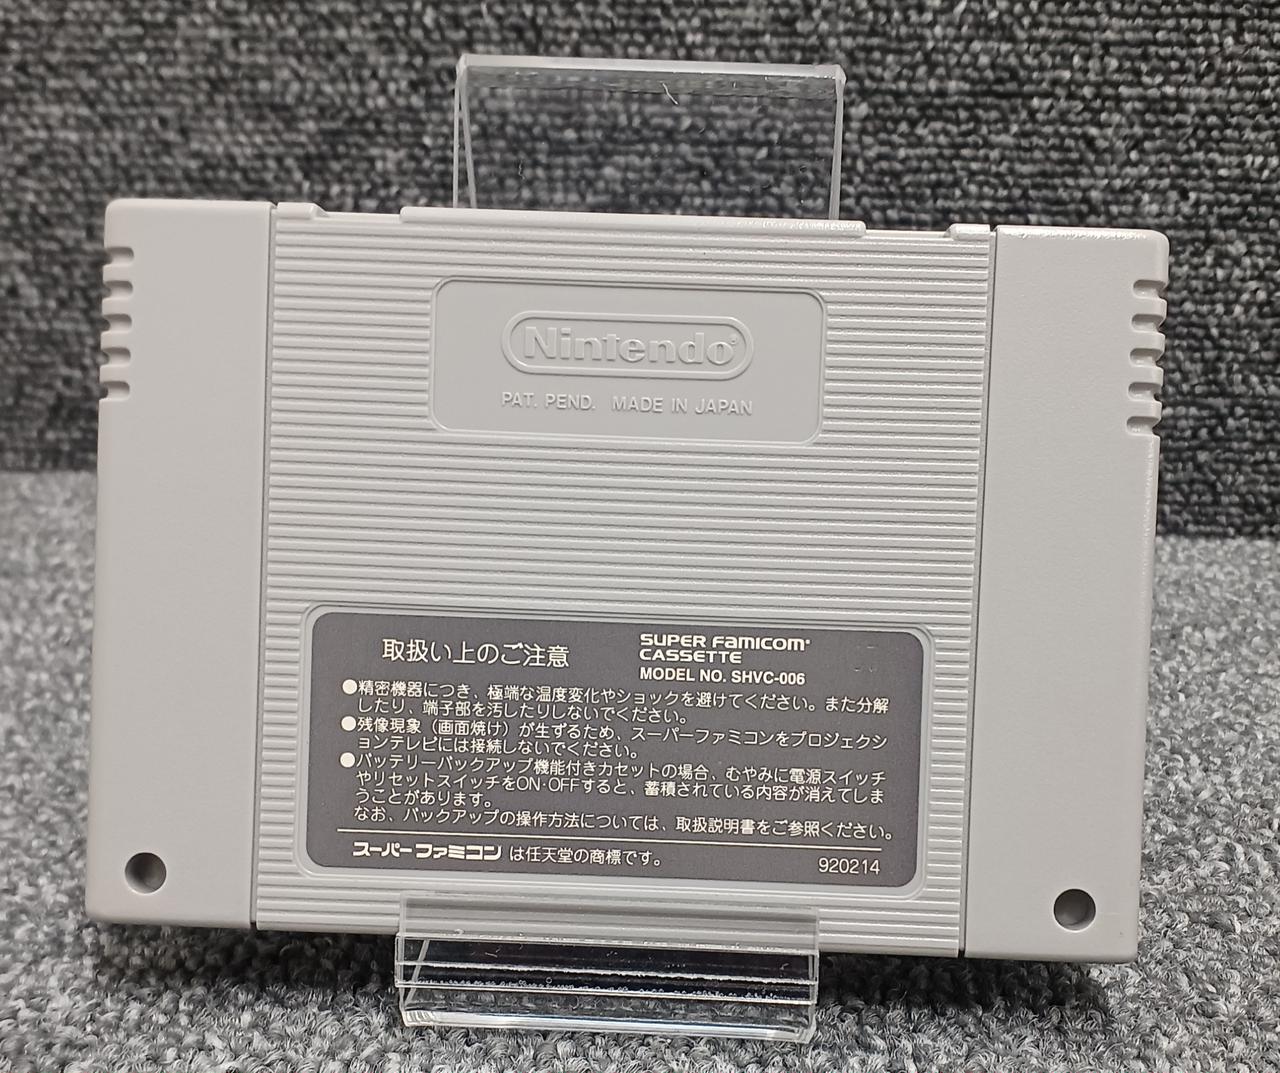 Nintendo
PAT. PEND. MADE IN JAPAN
取扱い上のご注意
SUPER FAMICOM
CASSETTE
MODEL NO. SHVC-006
●精密機器につき、極端な温度変化やショックを避けてください。また分解
したり、端子部を汚したりしないでください。
●残像現象（画面焼け）が生ずるため、スーパーファミコンをプロジェクシ
ョンテレビには接続しないでください。
●バッテリーバックアップ機能付きカセットの場合、むやみに電源スイッチ
やリセットスイッチをON·OFFすると、蓄積されている内容が消えてしま
うことがあります。
なお、バックアップの操作方法については、取扱説明書をご参照ください。
スーパーファミコンは任天堂の商標です。
920214